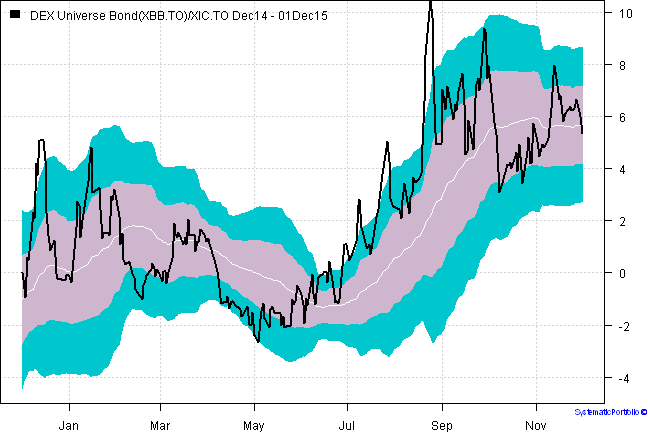 DEX Universe Bond(XBB.TO)/XIC.TO Dec14 - 01Dec15
10
8
6
4
2
0
-2
-4
Jan Mar May Jul Sep Nov
SystematicPortfolio ©